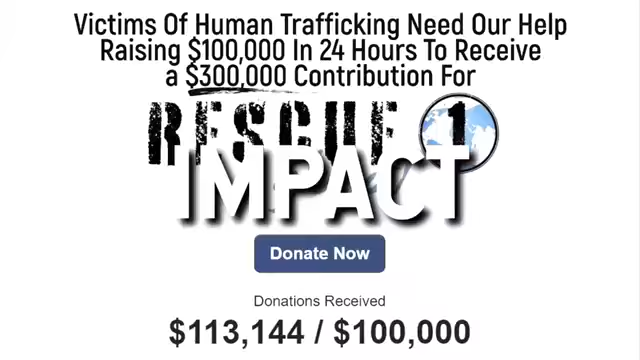 Victims Of Human Trafficking Need Our Help
Raising $100,000 In 24 Hours To Receive
a $300,000 Contribution For
RESCUE 1
IMPACT
Donate Now
Donations Received
$113,144 / $100,000